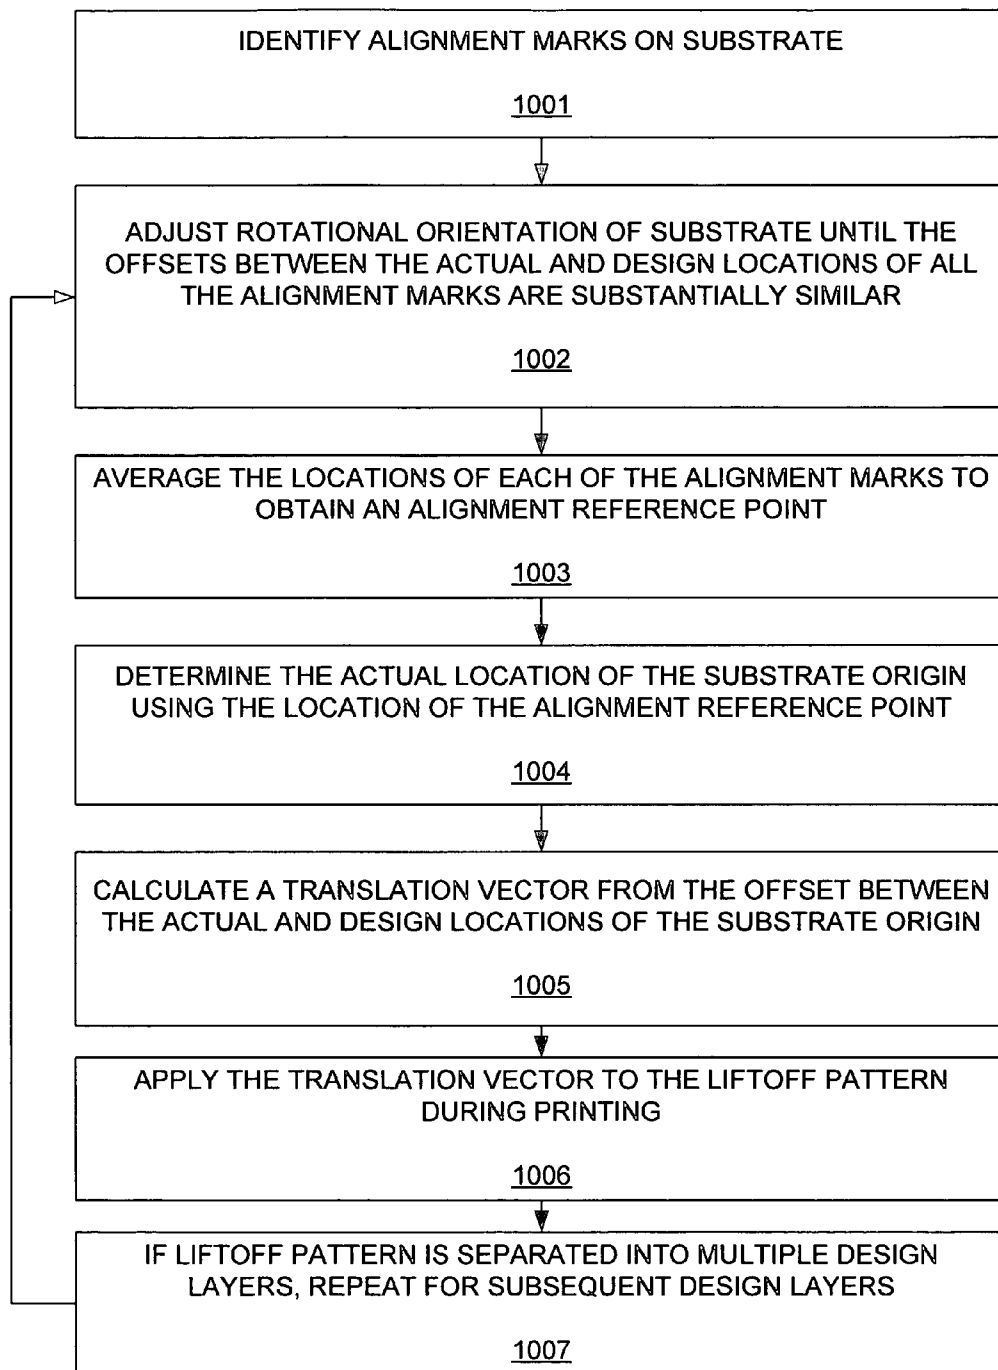 IDENTIFY ALIGNMENT MARKS ON SUBSTRATE
1001
ADJUST ROTATIONAL ORIENTATION OF SUBSTRATE UNTIL THE
OFFSETS BETWEEN THE ACTUAL AND DESIGN LOCATIONS OF ALL
THE ALIGNMENT MARKS ARE SUBSTANTIALLY SIMILAR
1002
AVERAGE THE LOCATIONS OF EACH OF THE ALIGNMENT MARKS TO
OBTAIN AN ALIGNMENT REFERENCE POINT
1003
DETERMINE THE ACTUAL LOCATION OF THE SUBSTRATE ORIGIN
USING THE LOCATION OF THE ALIGNMENT REFERENCE POINT
1004
CALCULATE A TRANSLATION VECTOR FROM THE OFFSET BETWEEN
THE ACTUAL AND DESIGN LOCATIONS OF THE SUBSTRATE ORIGIN
1005
APPLY THE TRANSLATION VECTOR TO THE LIFTOFF PATTERN
DURING PRINTING
1006
IF LIFTOFF PATTERN IS SEPARATED INTO MULTIPLE DESIGN
LAYERS, REPEAT FOR SUBSEQUENT DESIGN LAYERS
1007